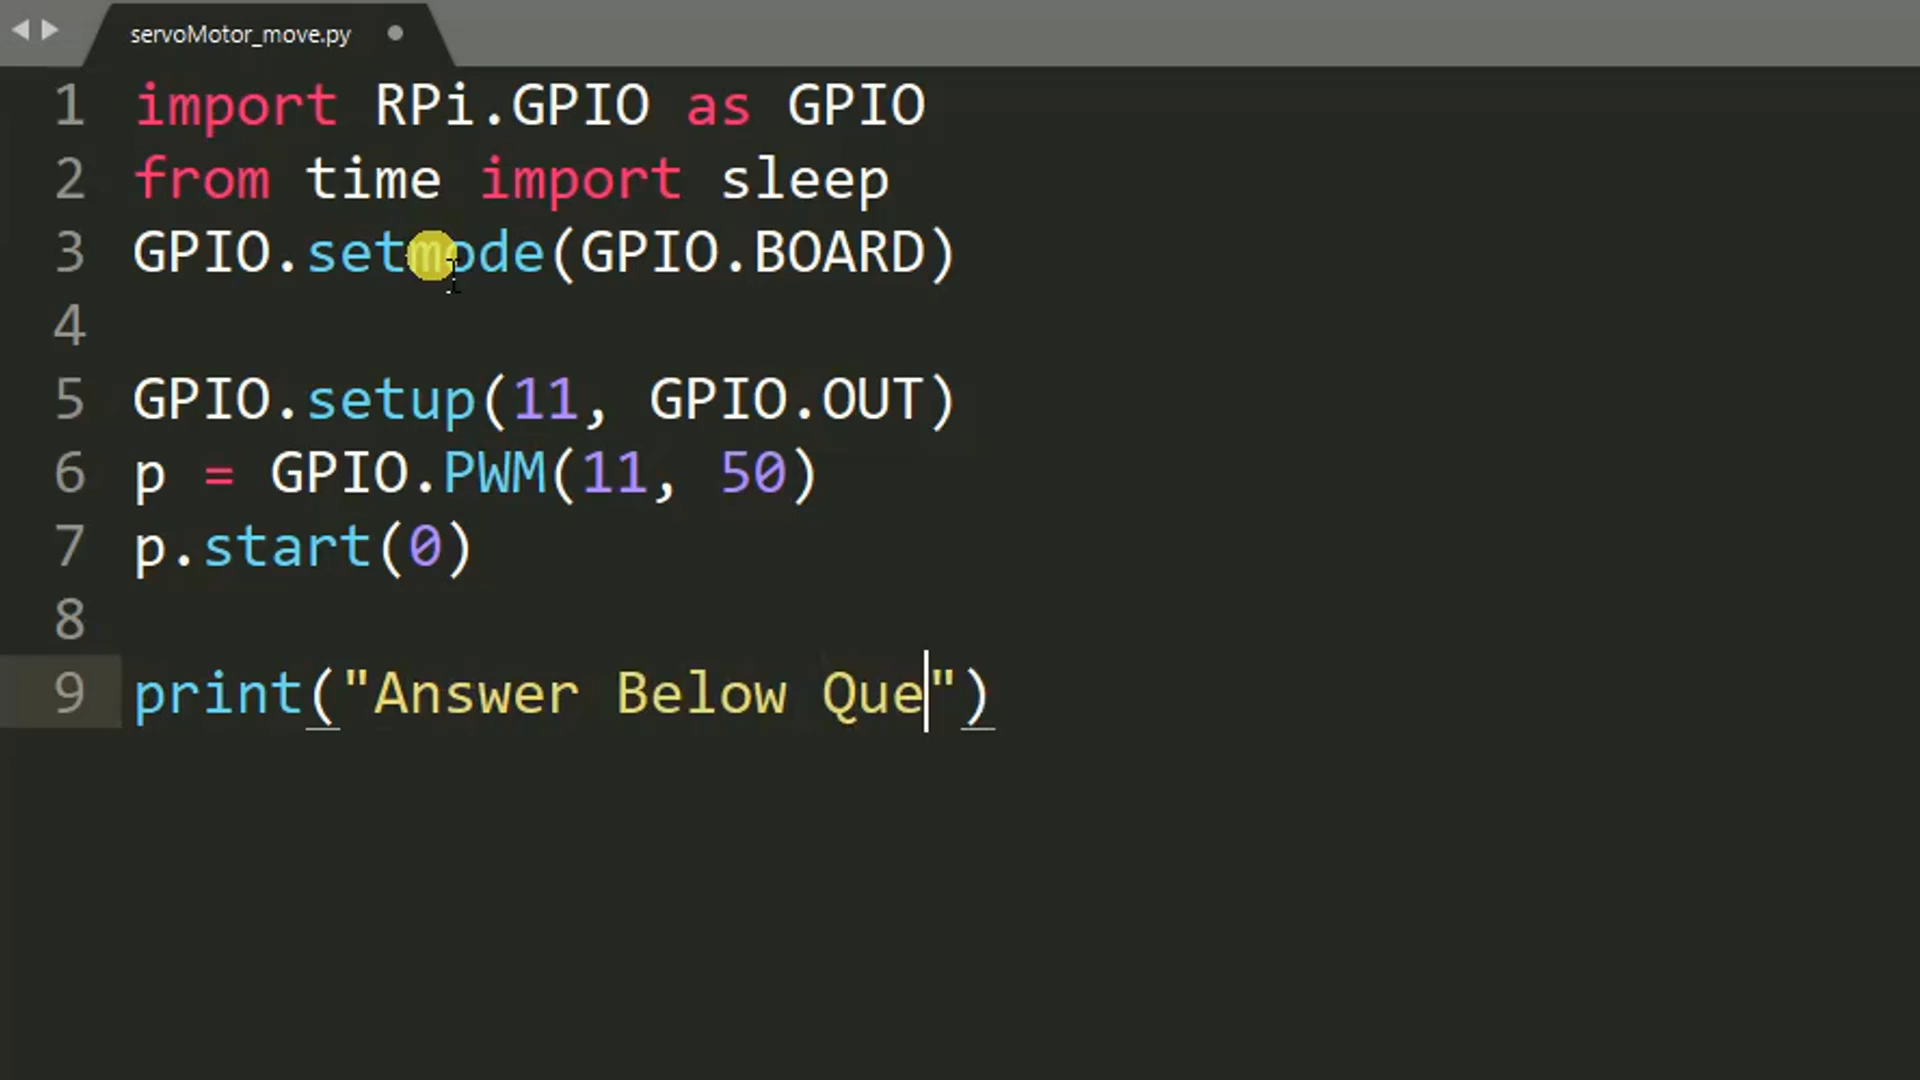 servoMotor_move.py
1 import RPi.GPIO as GPIO
2 from time import sleep
3 GPIO.setmode(GPIO.BOARD)
4
5 GPIO.setup(11, GPIO.OUT)
6 p = GPIO.PWM(11, 50)
7 p.start(0)
8
9 print("Answer Below Que")